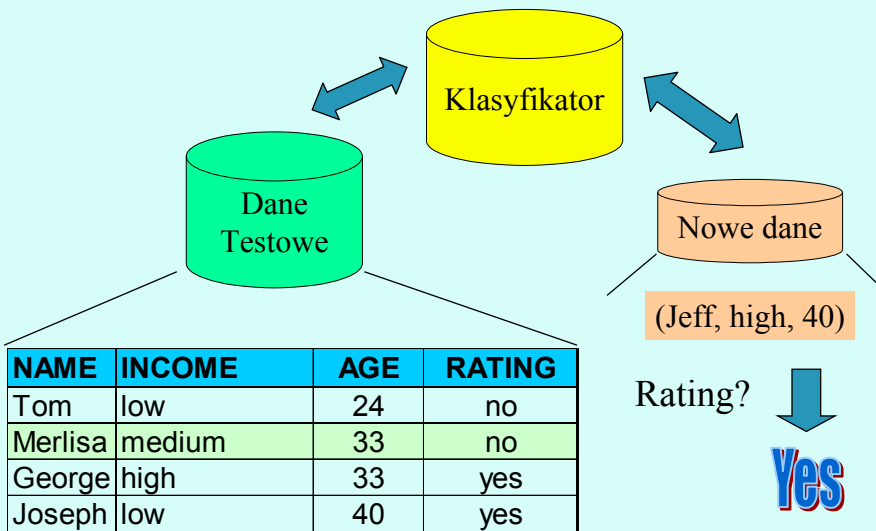 Klasyfikator
Dane
Testowe
Nowe dane
(Jeff, high, 40)
NAME INCOME AGE RATING
Tom low 24 no
Merlisa medium 33 no
George high 33 yes
Joseph low 40 yes
Rating?
Yes